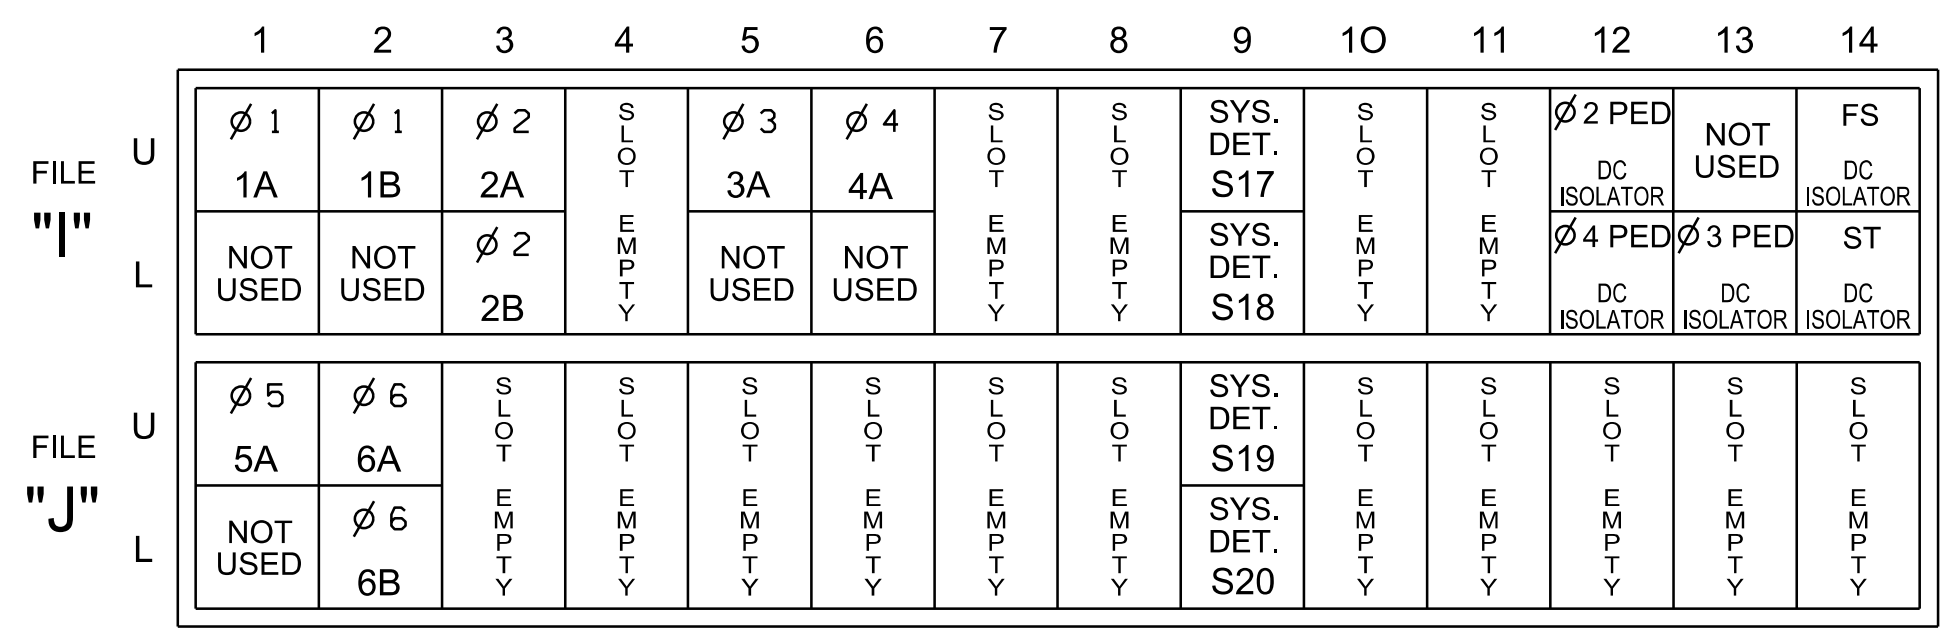 1 2 3 4 5 6 7 8 9 10 11 12 13 14
FILE "I"
U
Ø 1 1A
Ø 1 1B
Ø 2 2A
SLOT EMPTY
Ø 3 3A
Ø 4 4A
SLOT EMPTY
SLOT EMPTY
SYS. DET. S17
SLOT EMPTY
SLOT EMPTY
Ø 2 PED DC ISOLATOR
NOT USED
FS DC ISOLATOR
L
NOT USED
NOT USED
Ø 2 2B
NOT USED
NOT USED
SYS. DET. S18
Ø 4 PED DC ISOLATOR
Ø 3 PED DC ISOLATOR
ST DC ISOLATOR
FILE "J"
U
Ø 5 5A
Ø 6 6A
SLOT EMPTY
SLOT EMPTY
SLOT EMPTY
SLOT EMPTY
SLOT EMPTY
SLOT EMPTY
SYS. DET. S19
SLOT EMPTY
SLOT EMPTY
SLOT EMPTY
SLOT EMPTY
SLOT EMPTY
L
NOT USED
Ø 6 6B
SYS. DET. S20